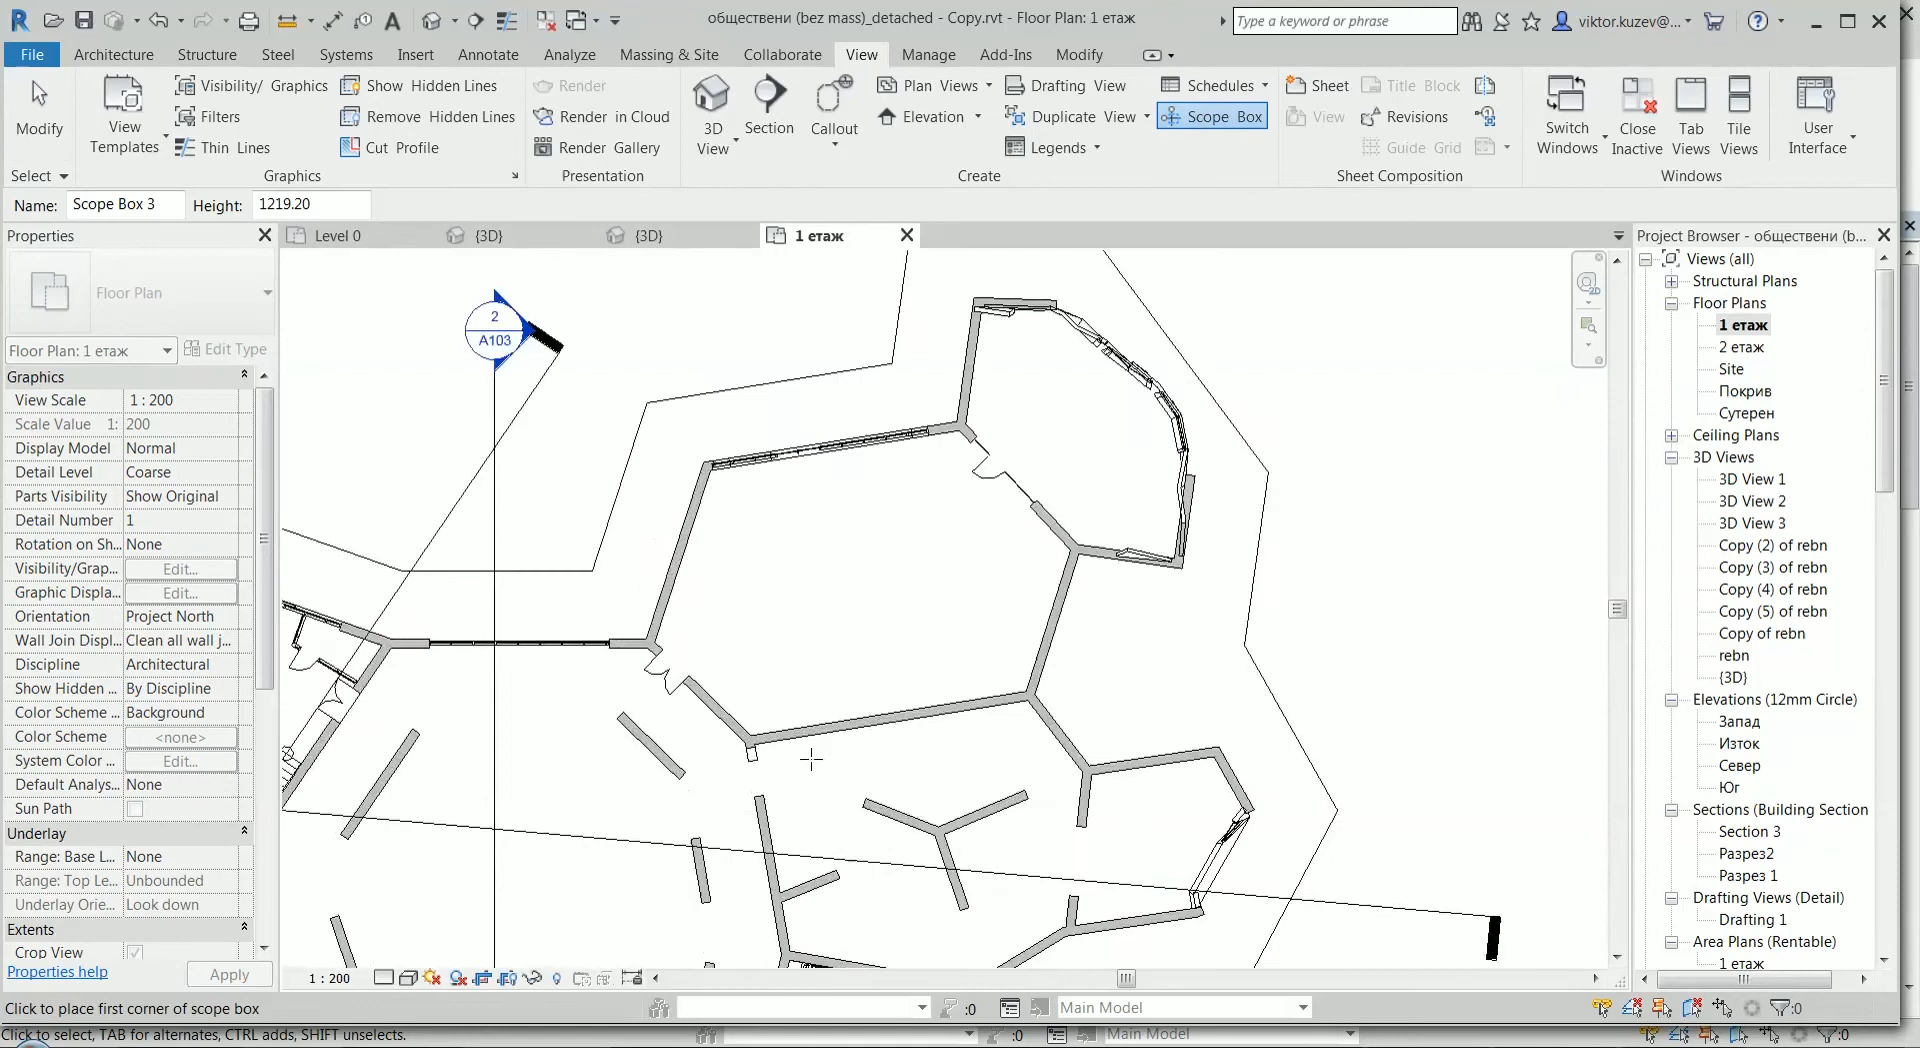 обществени (bez mass)_detached - Copy.rvt - Floor Plan: 1 етаж
Type a keyword or phrase
viktor.kuzev@...
File Architecture Structure Steel Systems Insert Annotate Analyze Massing & Site Collaborate View Manage Add-Ins Modify
Modify
Select
View Templates
Visibility/ Graphics
Filters
Thin Lines
Show Hidden Lines
Remove Hidden Lines
Cut Profile
Graphics
Render
Render in Cloud
Render Gallery
Presentation
3D View
Section
Callout
Plan Views
Elevation
Drafting View
Duplicate View
Legends
Schedules
Scope Box
Create
Sheet
View
Title Block
Revisions
Guide Grid
Sheet Composition
Switch Windows
Close Inactive
Tab Views
Tile Views
Windows
User Interface
Name: Scope Box 3 Height: 1219.20
Properties
Level 0
{3D}
{3D}
1 етаж
Project Browser - обществени (b...
Floor Plan
Floor Plan: 1 етаж
Edit Type
Graphics
View Scale 1 : 200
Scale Value 1: 200
Display Model Normal
Detail Level Coarse
Parts Visibility Show Original
Detail Number 1
Rotation on Sh... None
Visibility/Grap... Edit...
Graphic Displa... Edit...
Orientation Project North
Wall Join Displ... Clean all wall j...
Discipline Architectural
Show Hidden ... By Discipline
Color Scheme ... Background
Color Scheme <none>
System Color ... Edit...
Default Analys... None
Sun Path
Underlay
Range: Base L... None
Range: Top Le... Unbounded
Underlay Orie... Look down
Extents
Crop View
Properties help
Apply
2
A103
Views (all)
Structural Plans
Floor Plans
1 етаж
2 етаж
Site
Покрив
Сутерен
Ceiling Plans
3D Views
3D View 1
3D View 2
3D View 3
Copy (2) of rebn
Copy (3) of rebn
Copy (4) of rebn
Copy (5) of rebn
Copy of rebn
rebn
{3D}
Elevations (12mm Circle)
Запад
Изток
Север
Юг
Sections (Building Section
Section 3
Разрез2
Разрез 1
Drafting Views (Detail)
Drafting 1
Area Plans (Rentable)
1 етаж
1 : 200
Click to place first corner of scope box
:0
Main Model
:0
Click to select, TAB for alternates, CTRL adds, SHIFT unselects.
:0
Main Model
:0